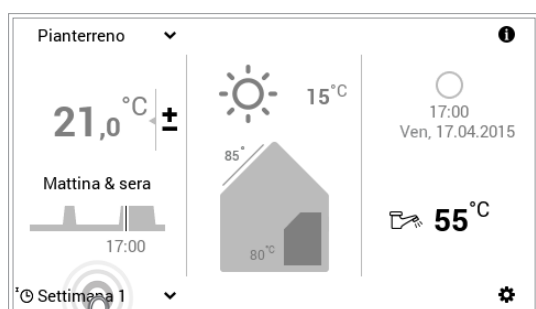 Pianterreno
21,0 °C ±
Mattina & sera
17:00
Settimana 1
15°C
85°
80°C
17:00
Ven, 17.04.2015
55°C